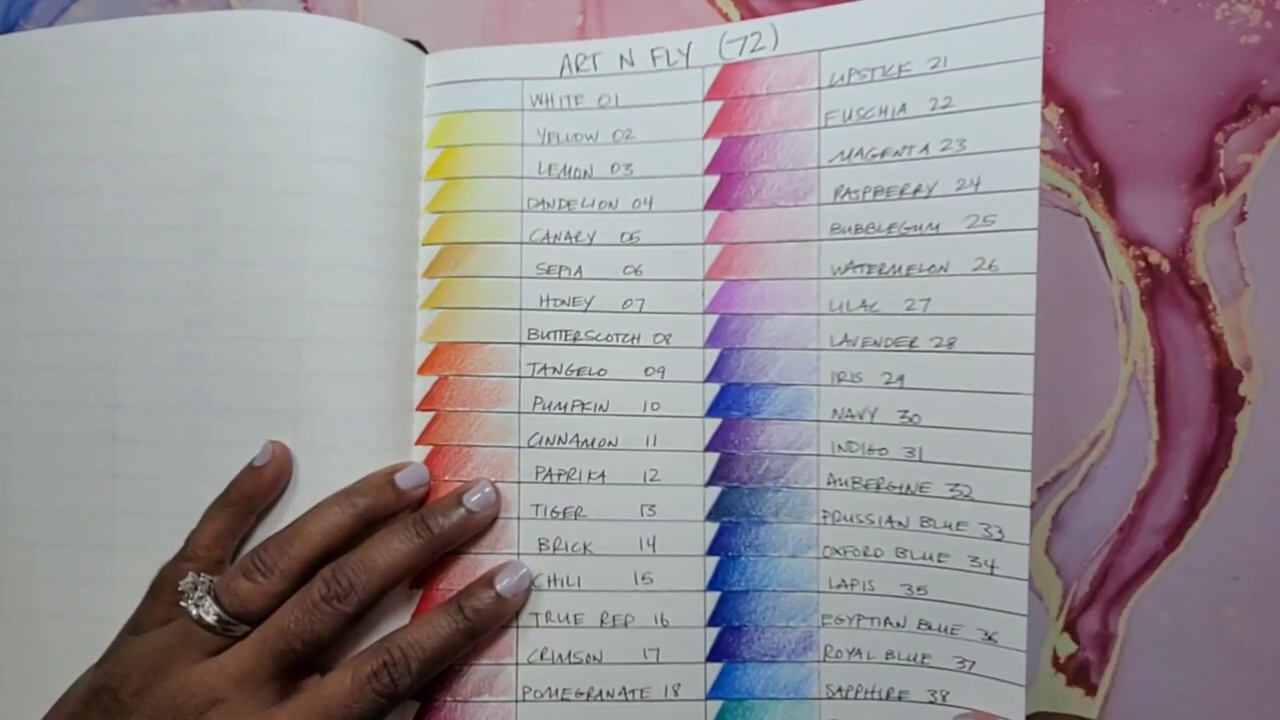 ART N FLY (72)
WHITE 01
YELLOW 02
LEMON 03
DANDELION 04
CANARY 05
SEPIA 06
HONEY 07
BUTTERSCOTCH 08
TANGELO 09
PUMPKIN 10
CINNAMON 11
PAPRIKA 12
TIGER 13
BRICK 14
CHILI 15
TRUE RED 16
CRIMSON 17
POMEGRANATE 18
LIPSTICK 21
FUSCHIA 22
MAGENTA 23
RASPBERRY 24
BUBBLEGUM 25
WATERMELON 26
LILAC 27
LAVENDER 28
IRIS 29
NAVY 30
INDIGO 31
AUBERGINE 32
PRUSSIAN BLUE 33
OXFORD BLUE 34
LAPIS 35
EGYPTIAN BLUE 36
ROYAL BLUE 37
SAPPHIRE 38